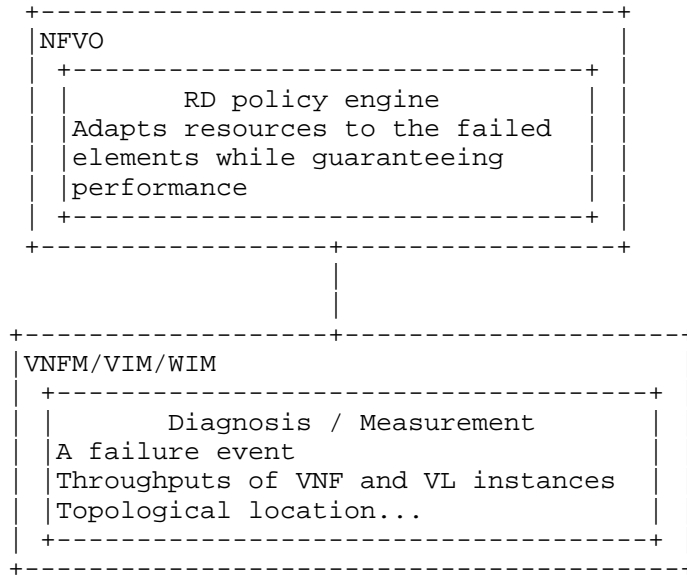 NFVO
RD policy engine
Adapts resources to the failed
elements while guaranteeing
performance
VNFM/VIM/WIM
Diagnosis / Measurement
A failure event
Throughputs of VNF and VL instances
Topological location...